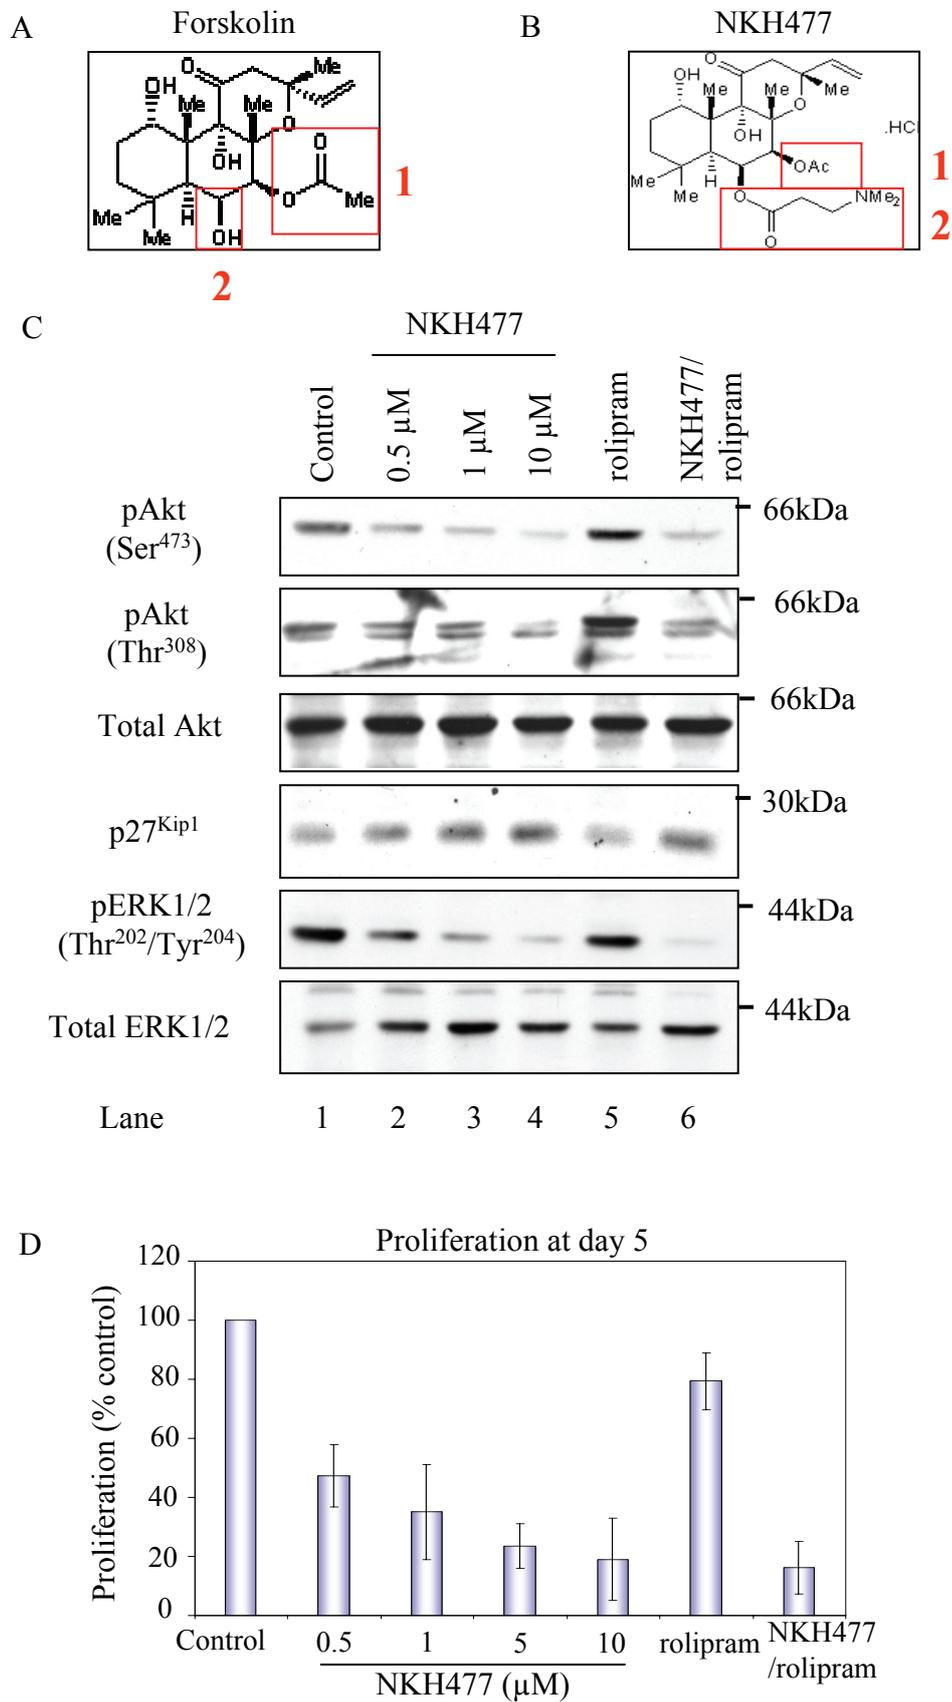 A
Forskolin
B
NKH477
O
Me
OH
Me
Me
O
O
OH
O
Me
H
OH
Me
Me
1
2
O
OH
Me
Me
Me
O
OH
.HCl
OAc
Me
H
Me
O
NMe2
O
1
2
C
NKH477
Control
0.5 µM
1 µM
10 µM
rolipram
NKH477/
rolipram
pAkt
(Ser473)
66kDa
pAkt
(Thr308)
66kDa
Total Akt
66kDa
p27Kip1
30kDa
pERK1/2
(Thr202/Tyr204)
44kDa
Total ERK1/2
44kDa
Lane 1 2 3 4 5 6
D
Proliferation at day 5
Proliferation (% control)
120
100
80
60
40
20
0
Control 0.5 1 5 10 rolipram NKH477
/rolipram
NKH477 (µM)